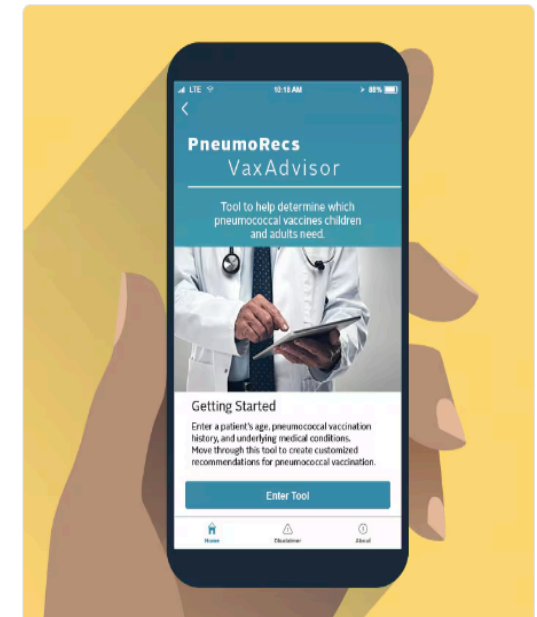 LTE 10:18 AM 88%
PneumoRecs
VaxAdvisor
Tool to help determine which
pneumococcal vaccines children
and adults need.
Getting Started
Enter a patient's age, pneumococcal vaccination
history, and underlying medical conditions.
Move through this tool to create customized
recommendations for pneumococcal vaccination.
Enter Tool
Home Disclaimer About